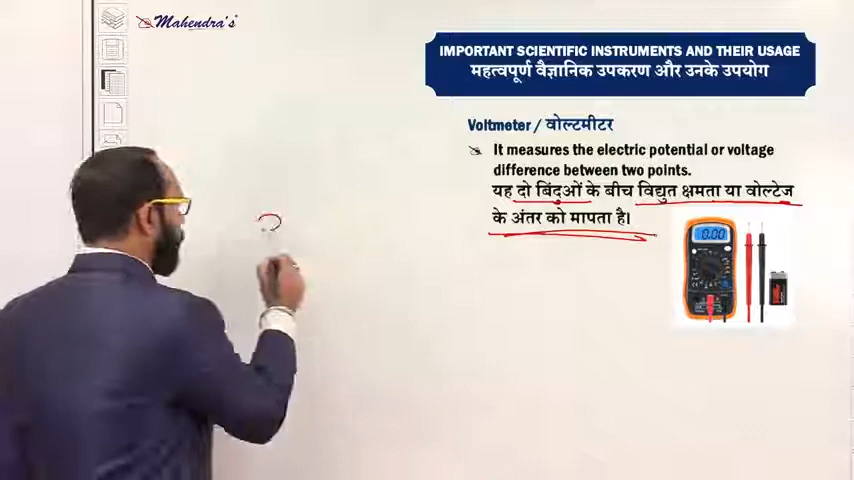 Mahendra's
IMPORTANT SCIENTIFIC INSTRUMENTS AND THEIR USAGE
महत्वपूर्ण वैज्ञानिक उपकरण और उनके उपयोग
Voltmeter / वोल्टमीटर
It measures the electric potential or voltage
difference between two points.
यह दो बिंदुओं के बीच विद्युत क्षमता या वोल्टेज
के अंतर को मापता है।
0.00